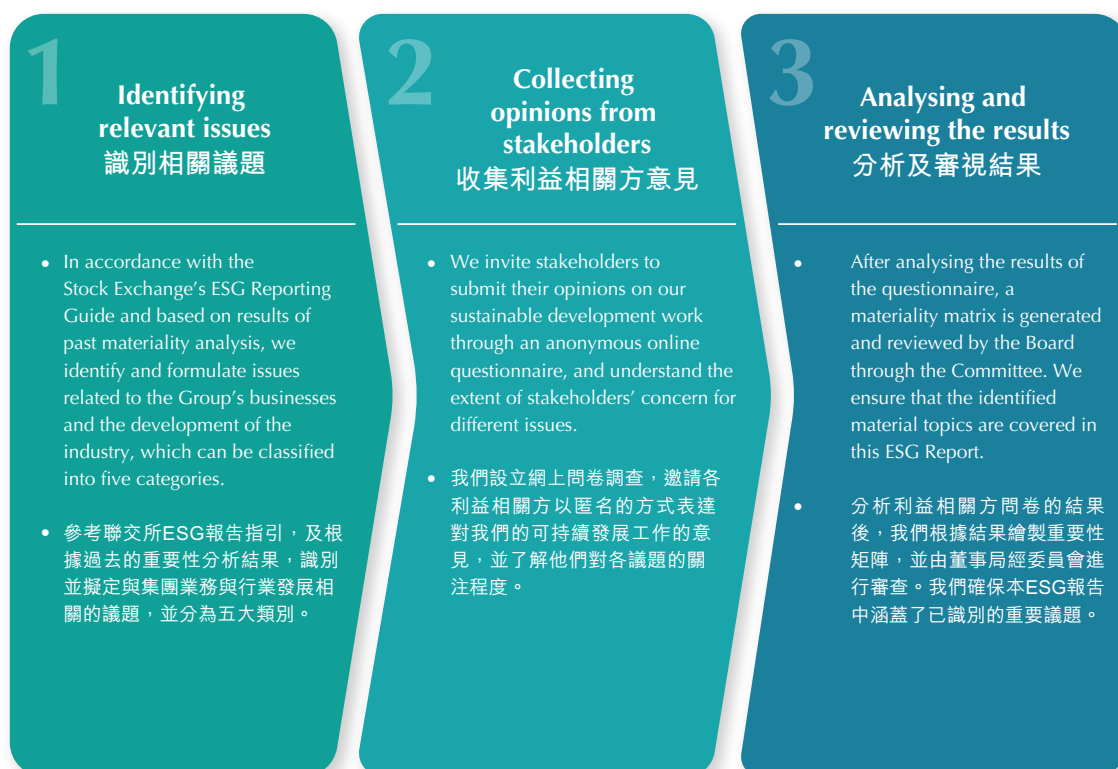 1
Identifying
relevant issues
識別相關議題
• In accordance with the
Stock Exchange's ESG Reporting
Guide and based on results of
past materiality analysis, we
identify and formulate issues
related to the Group's businesses
and the development of the
industry, which can be classified
into five categories.
• 參考聯交所ESG報告指引，及根
據過去的重要性分析結果，識別
並擬定與集團業務與行業發展相
關的議題，並分為五大類別。
2
Collecting
opinions from
stakeholders
收集利益相關方意見
• We invite stakeholders to
submit their opinions on our
sustainable development work
through an anonymous online
questionnaire, and understand the
extent of stakeholders' concern for
different issues.
• 我們設立網上問卷調查，邀請各
利益相關方以匿名的方式表達
對我們的可持續發展工作的意
見，並了解他們對各議題的關
注程度。
3
Analysing and
reviewing the results
分析及審視結果
• After analysing the results of
the questionnaire, a
materiality matrix is generated
and reviewed by the Board
through the Committee. We
ensure that the identified
material topics are covered in
this ESG Report.
• 分析利益相關方問卷的結果
後，我們根據結果繪製重要性
矩陣，並由董事局經委員會進
行審查。我們確保本ESG報告
中涵蓋了已識別的重要議題。